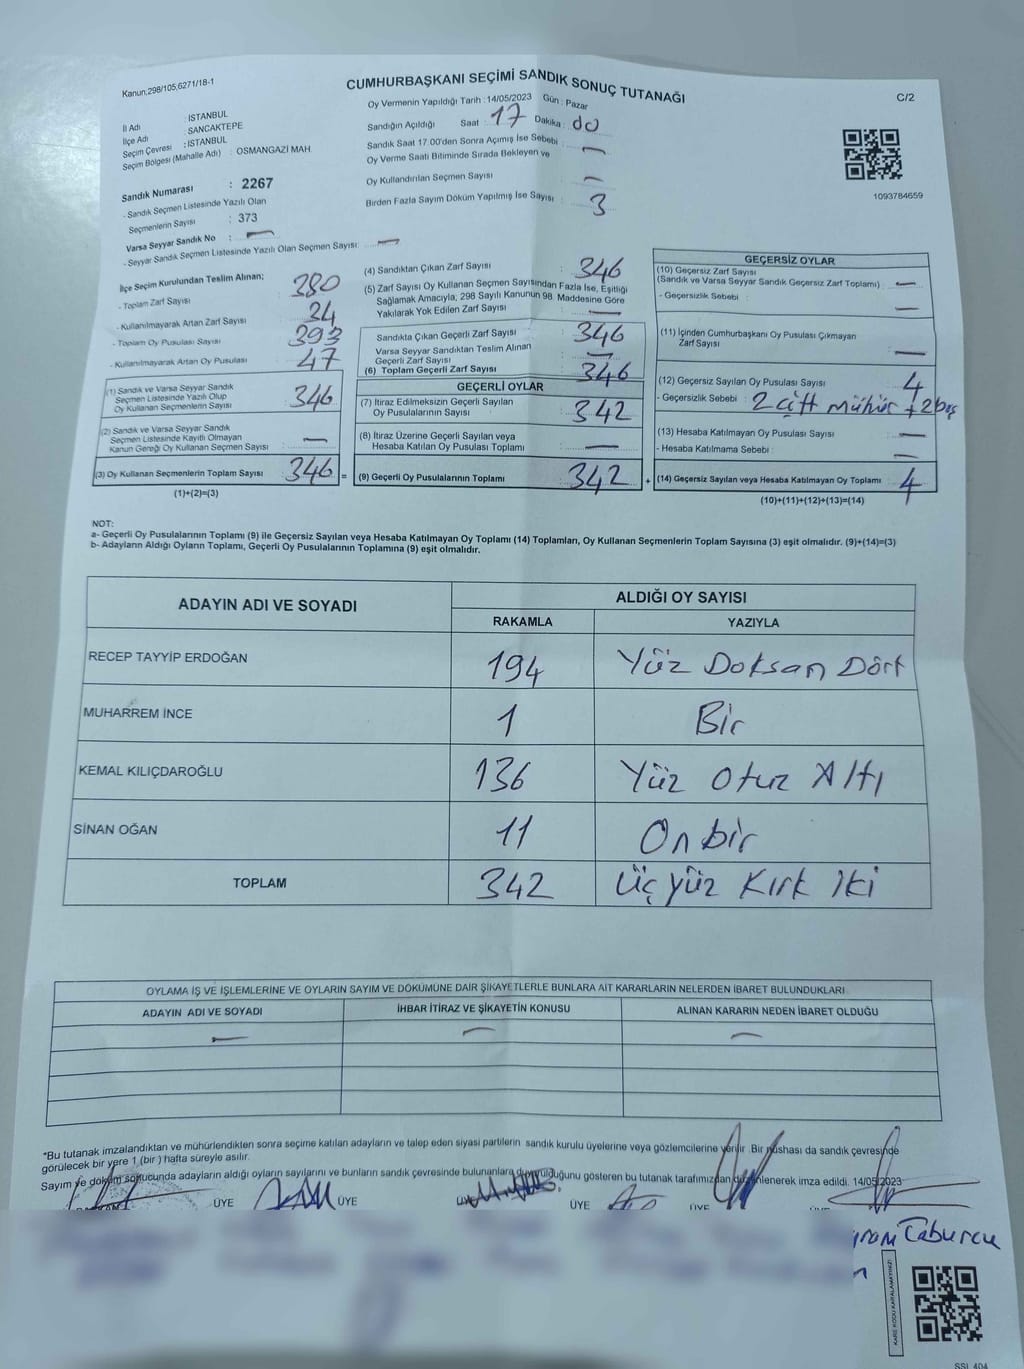 Kanun,298/105,6271/18-1
CUMHURBAŞKANI SEÇİMİ SANDIK SONUÇ TUTANAĞI
C/2
İl Adı : İSTANBUL
İlçe Adı : SANCAKTEPE
Seçim Çevresi : İSTANBUL
Seçim Bölgesi (Mahalle Adı) : OSMANGAZİ MAH.
Oy Vermenin Yapıldığı Tarih : 14/05/2023 Gün : Pazar
Sandığın Açıldığı Saat : 17 Dakika : 00
Sandık Saat 17.00'den Sonra Açımış İse Sebebi : —
Oy Verme Saati Bitiminde Sırada Bekleyen ve
Oy Kullandırılan Seçmen Sayısı : —
Birden Fazla Sayım Döküm Yapılmış İse Sayısı : 3
1093784659
Sandık Numarası : 2267
- Sandık Seçmen Listesinde Yazılı Olan
Seçmenlerin Sayısı : 373
Varsa Seyyar Sandık No : —
- Seyyar Sandık Seçmen Listesinde Yazılı Olan Seçmen Sayısı: —
İlçe Seçim Kurulundan Teslim Alınan;
- Toplam Zarf Sayısı 380
- Kullanılmayarak Artan Zarf Sayısı 34
- Toplam Oy Pusulası Sayısı 393
- Kullanılmayarak Artan Oy Pusulası 47
(1) Sandık ve Varsa Seyyar Sandık
Seçmen Listesinde Yazılı Olup
Oy Kullanan Seçmenlerin Sayısı : 346
(2) Sandık ve Varsa Seyyar Sandık
Seçmen Listesinde Kayıtlı Olmayan
Kanun Gereği Oy Kullanan Seçmen Sayısı : —
(3) Oy Kullanan Seçmenlerin Toplam Sayısı : 346 =
(1)+(2)=(3)
(4) Sandıktan Çıkan Zarf Sayısı : 346
(5) Zarf Sayısı Oy Kullanan Seçmen Sayısından Fazla İse, Eşitliği
Sağlamak Amacıyla; 298 Sayılı Kanunun 98. Maddesine Göre
Yakılarak Yok Edilen Zarf Sayısı : —
Sandıkta Çıkan Geçerli Zarf Sayısı : 346
Varsa Seyyar Sandıktan Teslim Alınan
Geçerli Zarf Sayısı : —
(6) Toplam Geçerli Zarf Sayısı : 346
GEÇERLİ OYLAR
(7) İtiraz Edilmeksizin Geçerli Sayılan
Oy Pusulalarının Sayısı : 342
(8) İtiraz Üzerine Geçerli Sayılan veya
Hesaba Katılan Oy Pusulası Toplamı : —
(9) Geçerli Oy Pusulalarının Toplamı : 342 +
GEÇERSİZ OYLAR
(10) Geçersiz Zarf Sayısı
(Sandık ve Varsa Seyyar Sandık Geçersiz Zarf Toplamı) : —
- Geçersizlik Sebebi : —
(11) İçinden Cumhurbaşkanı Oy Pusulası Çıkmayan
Zarf Sayısı : —
(12) Geçersiz Sayılan Oy Pusulası Sayısı : 4
- Geçersizlik Sebebi : 2 çift mühür + 2 boş
(13) Hesaba Katılmayan Oy Pusulası Sayısı : —
- Hesaba Katılmama Sebebi : —
(14) Geçersiz Sayılan veya Hesaba Katılmayan Oy Toplamı : 4
(10)+(11)+(12)+(13)=(14)
NOT:
a- Geçerli Oy Pusulalarının Toplamı (9) ile Geçersiz Sayılan veya Hesaba Katılmayan Oy Toplamı (14) Toplamları, Oy Kullanan Seçmenlerin Toplam Sayısına (3) eşit olmalıdır. (9)+(14)=(3)
b- Adayların Aldığı Oyların Toplamı, Geçerli Oy Pusulalarının Toplamına (9) eşit olmalıdır.
ADAYIN ADI VE SOYADI
ALDIĞI OY SAYISI
RAKAMLA YAZIYLA
RECEP TAYYİP ERDOĞAN 194 Yüz Doksan Dört
MUHARREM İNCE 1 Bir
KEMAL KILIÇDAROĞLU 136 Yüz Otuz Altı
SİNAN OĞAN 11 On bir
TOPLAM 342 Üç yüz Kırk iki
OYLAMA İŞ VE İŞLEMLERİNE VE OYLARIN SAYIM VE DÖKÜMÜNE DAİR ŞİKAYETLERLE BUNLARA AİT KARARLARIN NELERDEN İBARET BULUNDUKLARI
ADAYIN ADI VE SOYADI İHBAR İTİRAZ VE ŞİKAYETİN KONUSU ALINAN KARARIN NEDEN İBARET OLDUĞU
— — —
*Bu tutanak imzalandıktan ve mühürlendikten sonra seçime katılan adayların ve talep eden siyasi partilerin sandık kurulu üyelerine veya gözlemcilerine verilir. Bir nüshası da sandık çevresinde
görülecek bir yere 1 (bir) hafta süreyle asılır.
Sayım ve döküm sonucunda adayların aldığı oyların sayılarını ve bunların sandık çevresinde bulunanlara duyurulduğunu gösteren bu tutanak tarafımızdan düzenlenerek imza edildi. 14/05/2023
ÜYE ÜYE ÜYE ÜYE ÜYE
Taburcu
KARE KODU KARALAMAYINIZ!